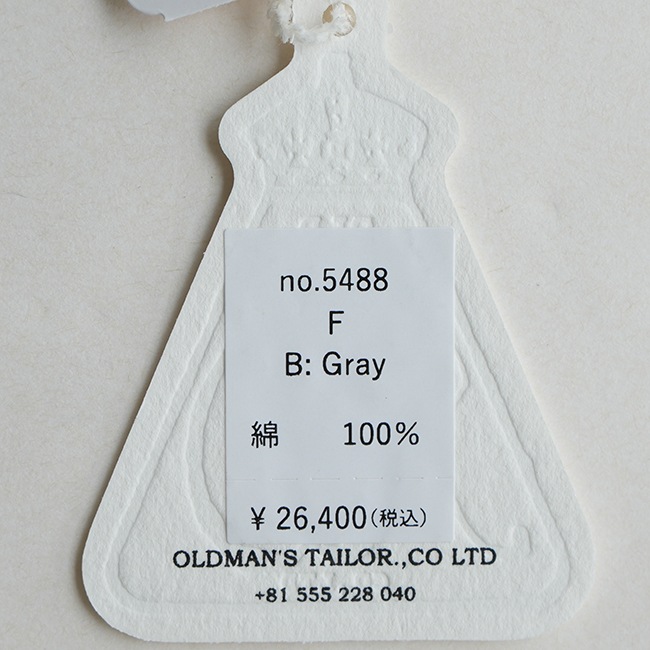 no.5488
F
B: Gray
綿 100%
¥ 26,400(税込)
OLDMAN'S TAILOR.,CO LTD
+81 555 228 040